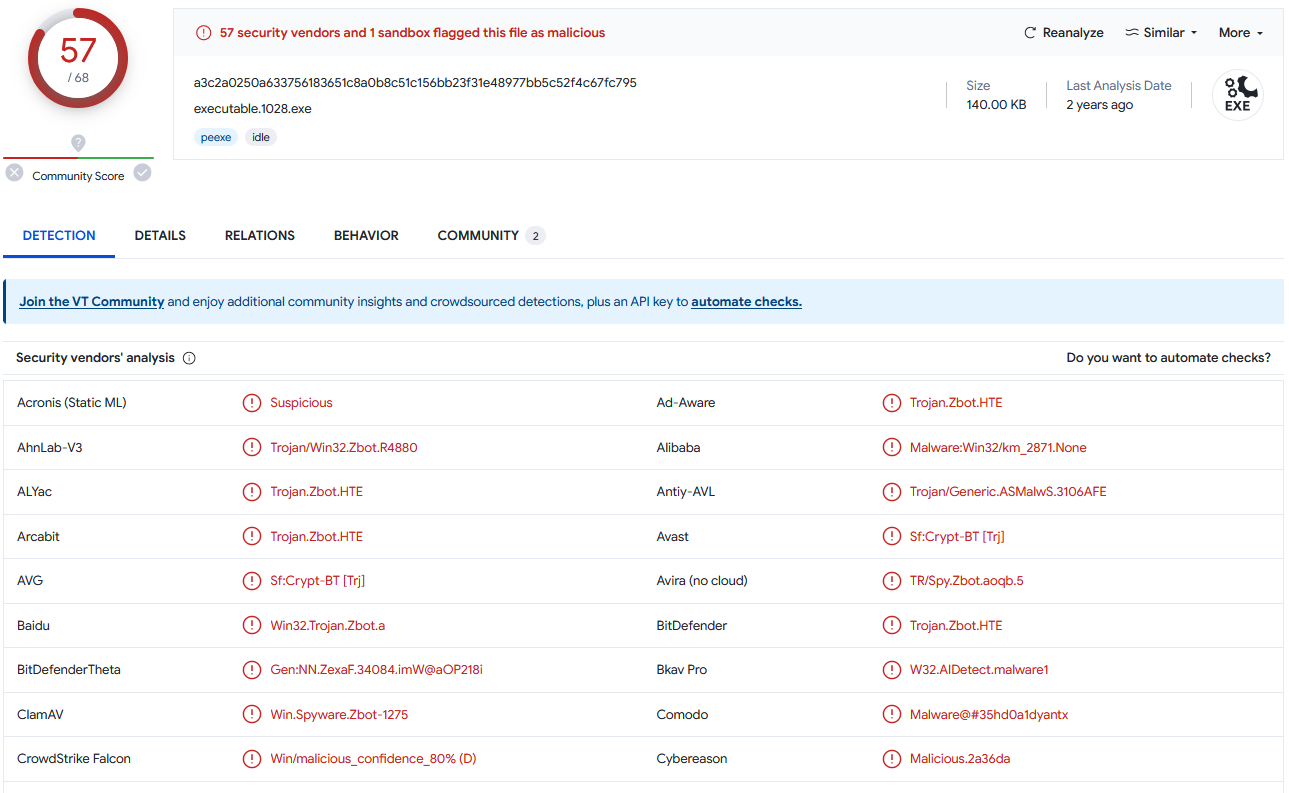 57
/ 68
Community Score
57 security vendors and 1 sandbox flagged this file as malicious
Reanalyze Similar More
a3c2a0250a633756183651c8a0b8c51c156bb23f31e48977bb5c52f4c67fc795
executable.1028.exe
peexe idle
Size
140.00 KB
Last Analysis Date
2 years ago
EXE
DETECTION DETAILS RELATIONS BEHAVIOR COMMUNITY 2
Join the VT Community and enjoy additional community insights and crowdsourced detections, plus an API key to automate checks.
Security vendors' analysis Do you want to automate checks?
Acronis (Static ML) Suspicious Ad-Aware Trojan.Zbot.HTE
AhnLab-V3 Trojan/Win32.Zbot.R4880 Alibaba Malware:Win32/km_2871.None
ALYac Trojan.Zbot.HTE Antiy-AVL Trojan/Generic.ASMalwS.3106AFE
Arcabit Trojan.Zbot.HTE Avast Sf:Crypt-BT [Trj]
AVG Sf:Crypt-BT [Trj] Avira (no cloud) TR/Spy.Zbot.aoqb.5
Baidu Win32.Trojan.Zbot.a BitDefender Trojan.Zbot.HTE
BitDefenderTheta Gen:NN.ZexaF.34084.imW@aOP218i Bkav Pro W32.AIDetect.malware1
ClamAV Win.Spyware.Zbot-1275 Comodo Malware@#35hd0a1dyantx
CrowdStrike Falcon Win/malicious_confidence_80% (D) Cybereason Malicious.2a36da